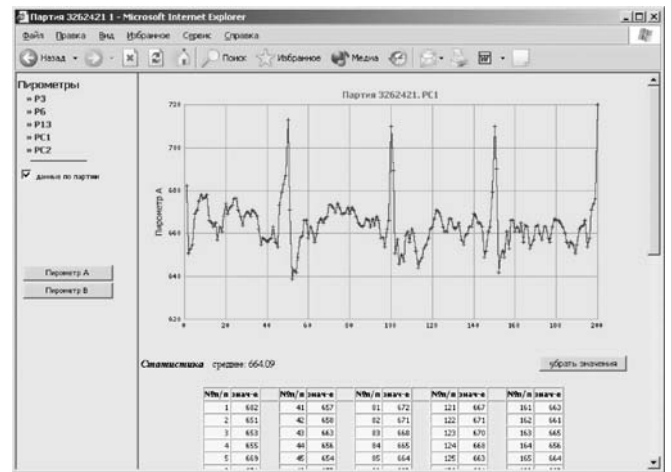 Партия 3262421 1 - Microsoft Internet Explorer
Файл Правка Вид Избранное Сервис Справка
Назад Поиск Избранное Медиа
Пирометры
» P3
» P6
» P13
» PC1
» PC2
данные по партии
Пирометр A
Пирометр B
Партия 3262421. PC1
Пирометр A
720
700
680
660
640
620
0 20 40 60 80 100 120 140 160 180 200
Статистика среднее: 664.09
убрать значения
№п/п знач-е №п/п знач-е №п/п знач-е №п/п знач-е №п/п знач-е
1 682 41 657 81 672 121 667 161 663
2 651 42 658 82 671 122 671 162 661
3 653 43 663 83 668 123 670 163 665
4 655 44 656 84 665 124 668 164 656
5 669 45 654 85 664 125 663 165 664